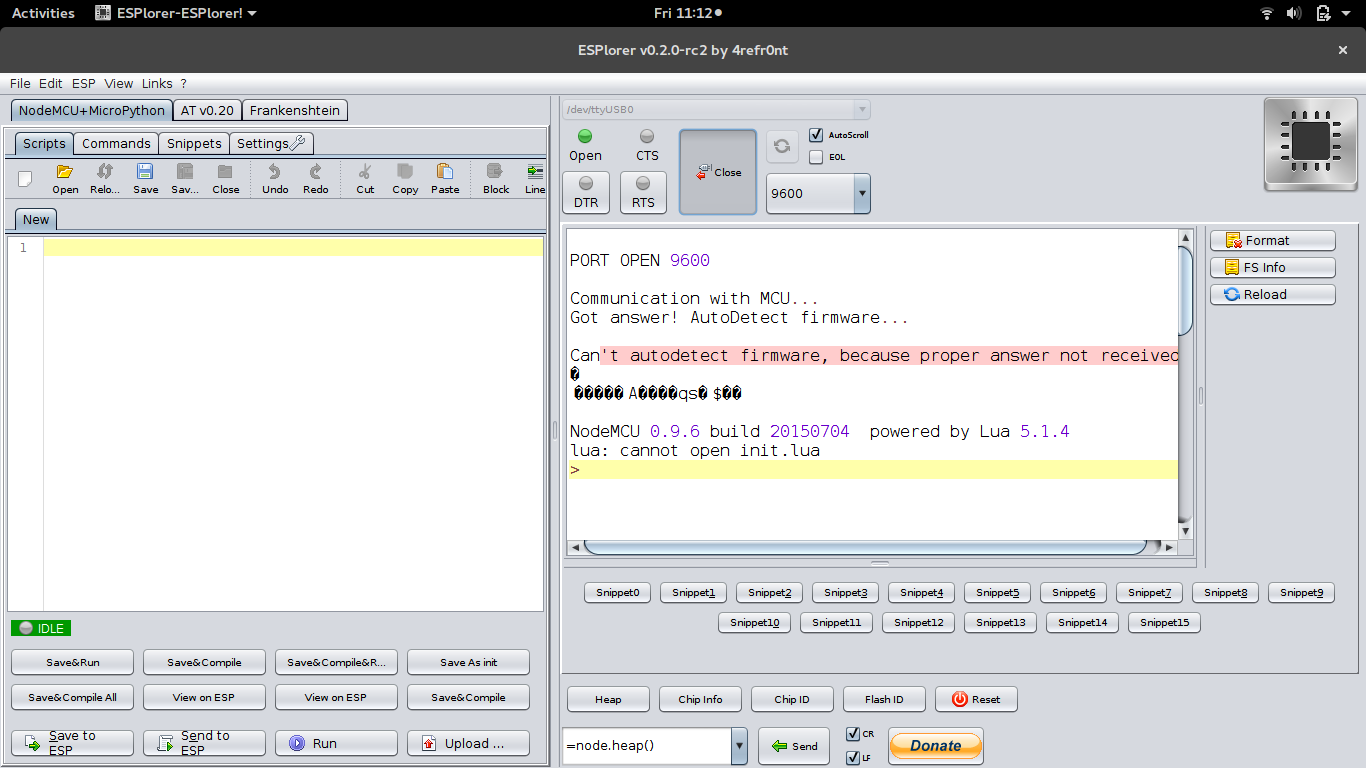 Activities ESPlorer-ESPlorer! Fri 11:12
ESPlorer v0.2.0-rc2 by 4refr0nt
File Edit ESP View Links ?
NodeMCU+MicroPython AT v0.20 Frankenshtein
Scripts Commands Snippets Settings
Open Relo... Save Sav... Close Undo Redo Cut Copy Paste Block Line
New
1
IDLE
Save&Run Save&Compile Save&Compile&R... Save As init
Save&Compile All View on ESP View on ESP Save&Compile
Save to ESP Send to ESP Run Upload ...
/dev/ttyUSB0
Open CTS Close AutoScroll
EOL
DTR RTS 9600
PORT OPEN 9600
Communication with MCU...
Got answer! AutoDetect firmware...
Can't autodetect firmware, because proper answer not received
�
�����A����qs� $��
NodeMCU 0.9.6 build 20150704  powered by Lua 5.1.4
lua: cannot open init.lua
>
Format
FS Info
Reload
Snippet0 Snippet1 Snippet2 Snippet3 Snippet4 Snippet5 Snippet6 Snippet7 Snippet8 Snippet9
Snippet10 Snippet11 Snippet12 Snippet13 Snippet14 Snippet15
Heap Chip Info Chip ID Flash ID Reset
=node.heap() Send CR LF Donate